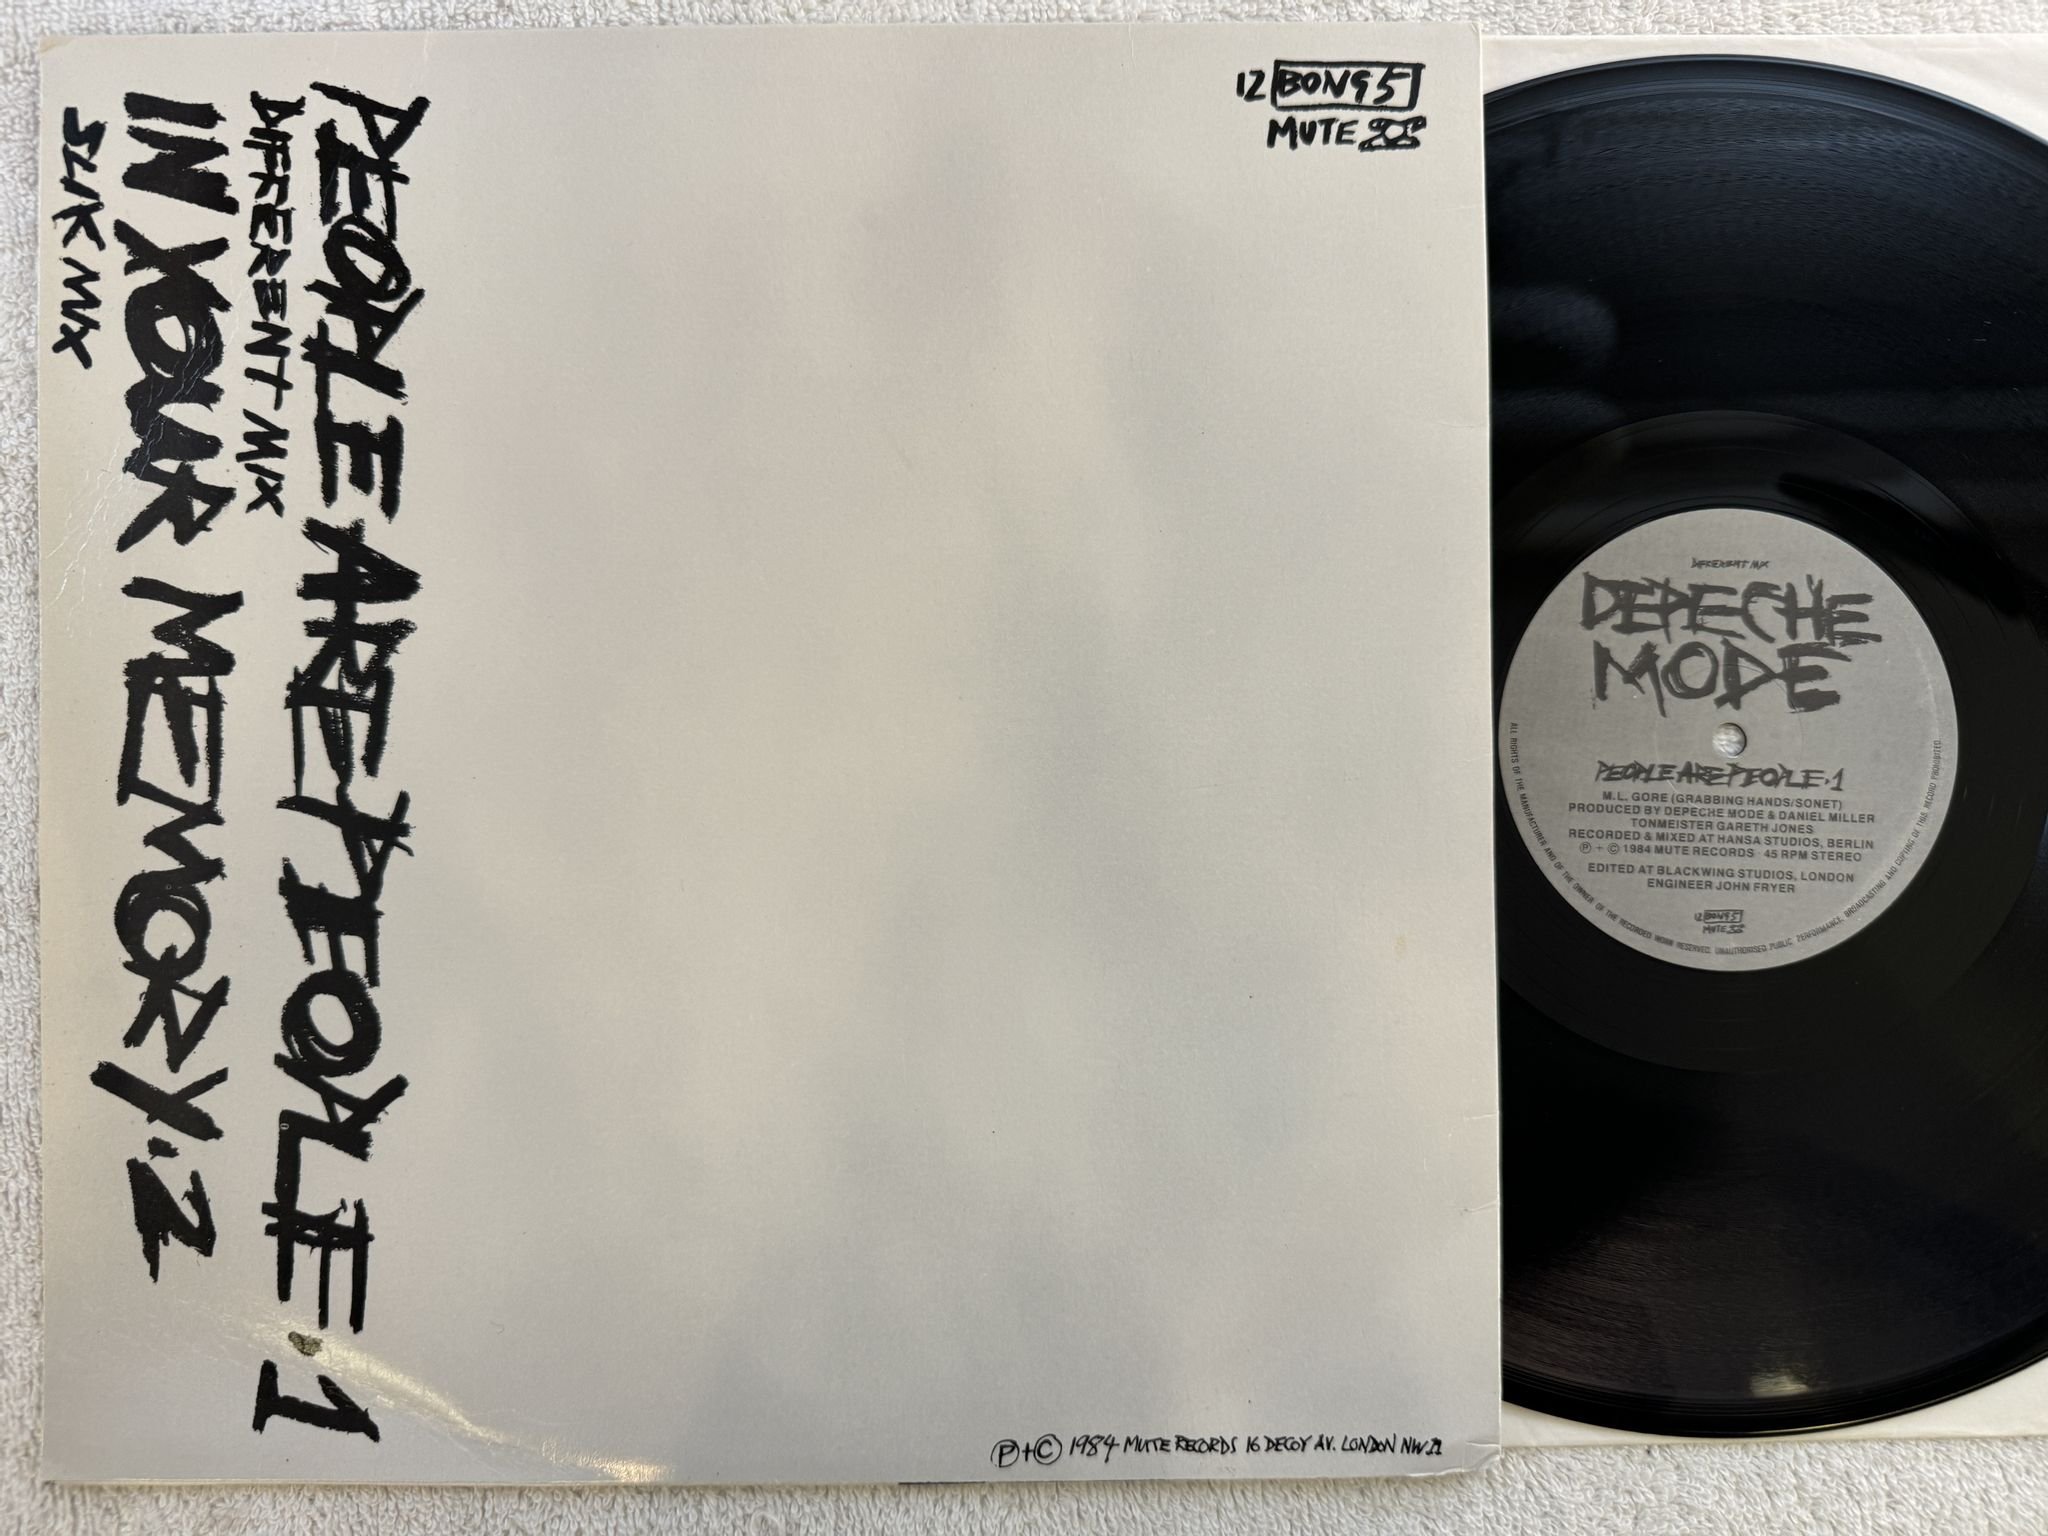 PEOPLE ARE PEOPLE.1
DIFFERENT MIX
IN YOUR MEMORY.2
SLIK MIX
12 BONG 5
MUTE
Ⓟ+© 1984 MUTE RECORDS 16 DECOY AV. LONDON NW11
DIFFERENT MIX
DEPECHE
MODE
PEOPLE ARE PEOPLE.1
M.L. GORE (GRABBING HANDS/SONET)
PRODUCED BY DEPECHE MODE & DANIEL MILLER
TONMEISTER GARETH JONES
RECORDED & MIXED AT HANSA STUDIOS, BERLIN
Ⓟ + © 1984 MUTE RECORDS · 45 RPM STEREO
EDITED AT BLACKWING STUDIOS, LONDON
ENGINEER JOHN FRYER
12 BONG 5
MUTE
ALL RIGHTS OF THE MANUFACTURER AND OF THE OWNER OF THE RECORDED WORK RESERVED. UNAUTHORISED PUBLIC PERFORMANCE, BROADCASTING AND COPYING OF THIS RECORD PROHIBITED.